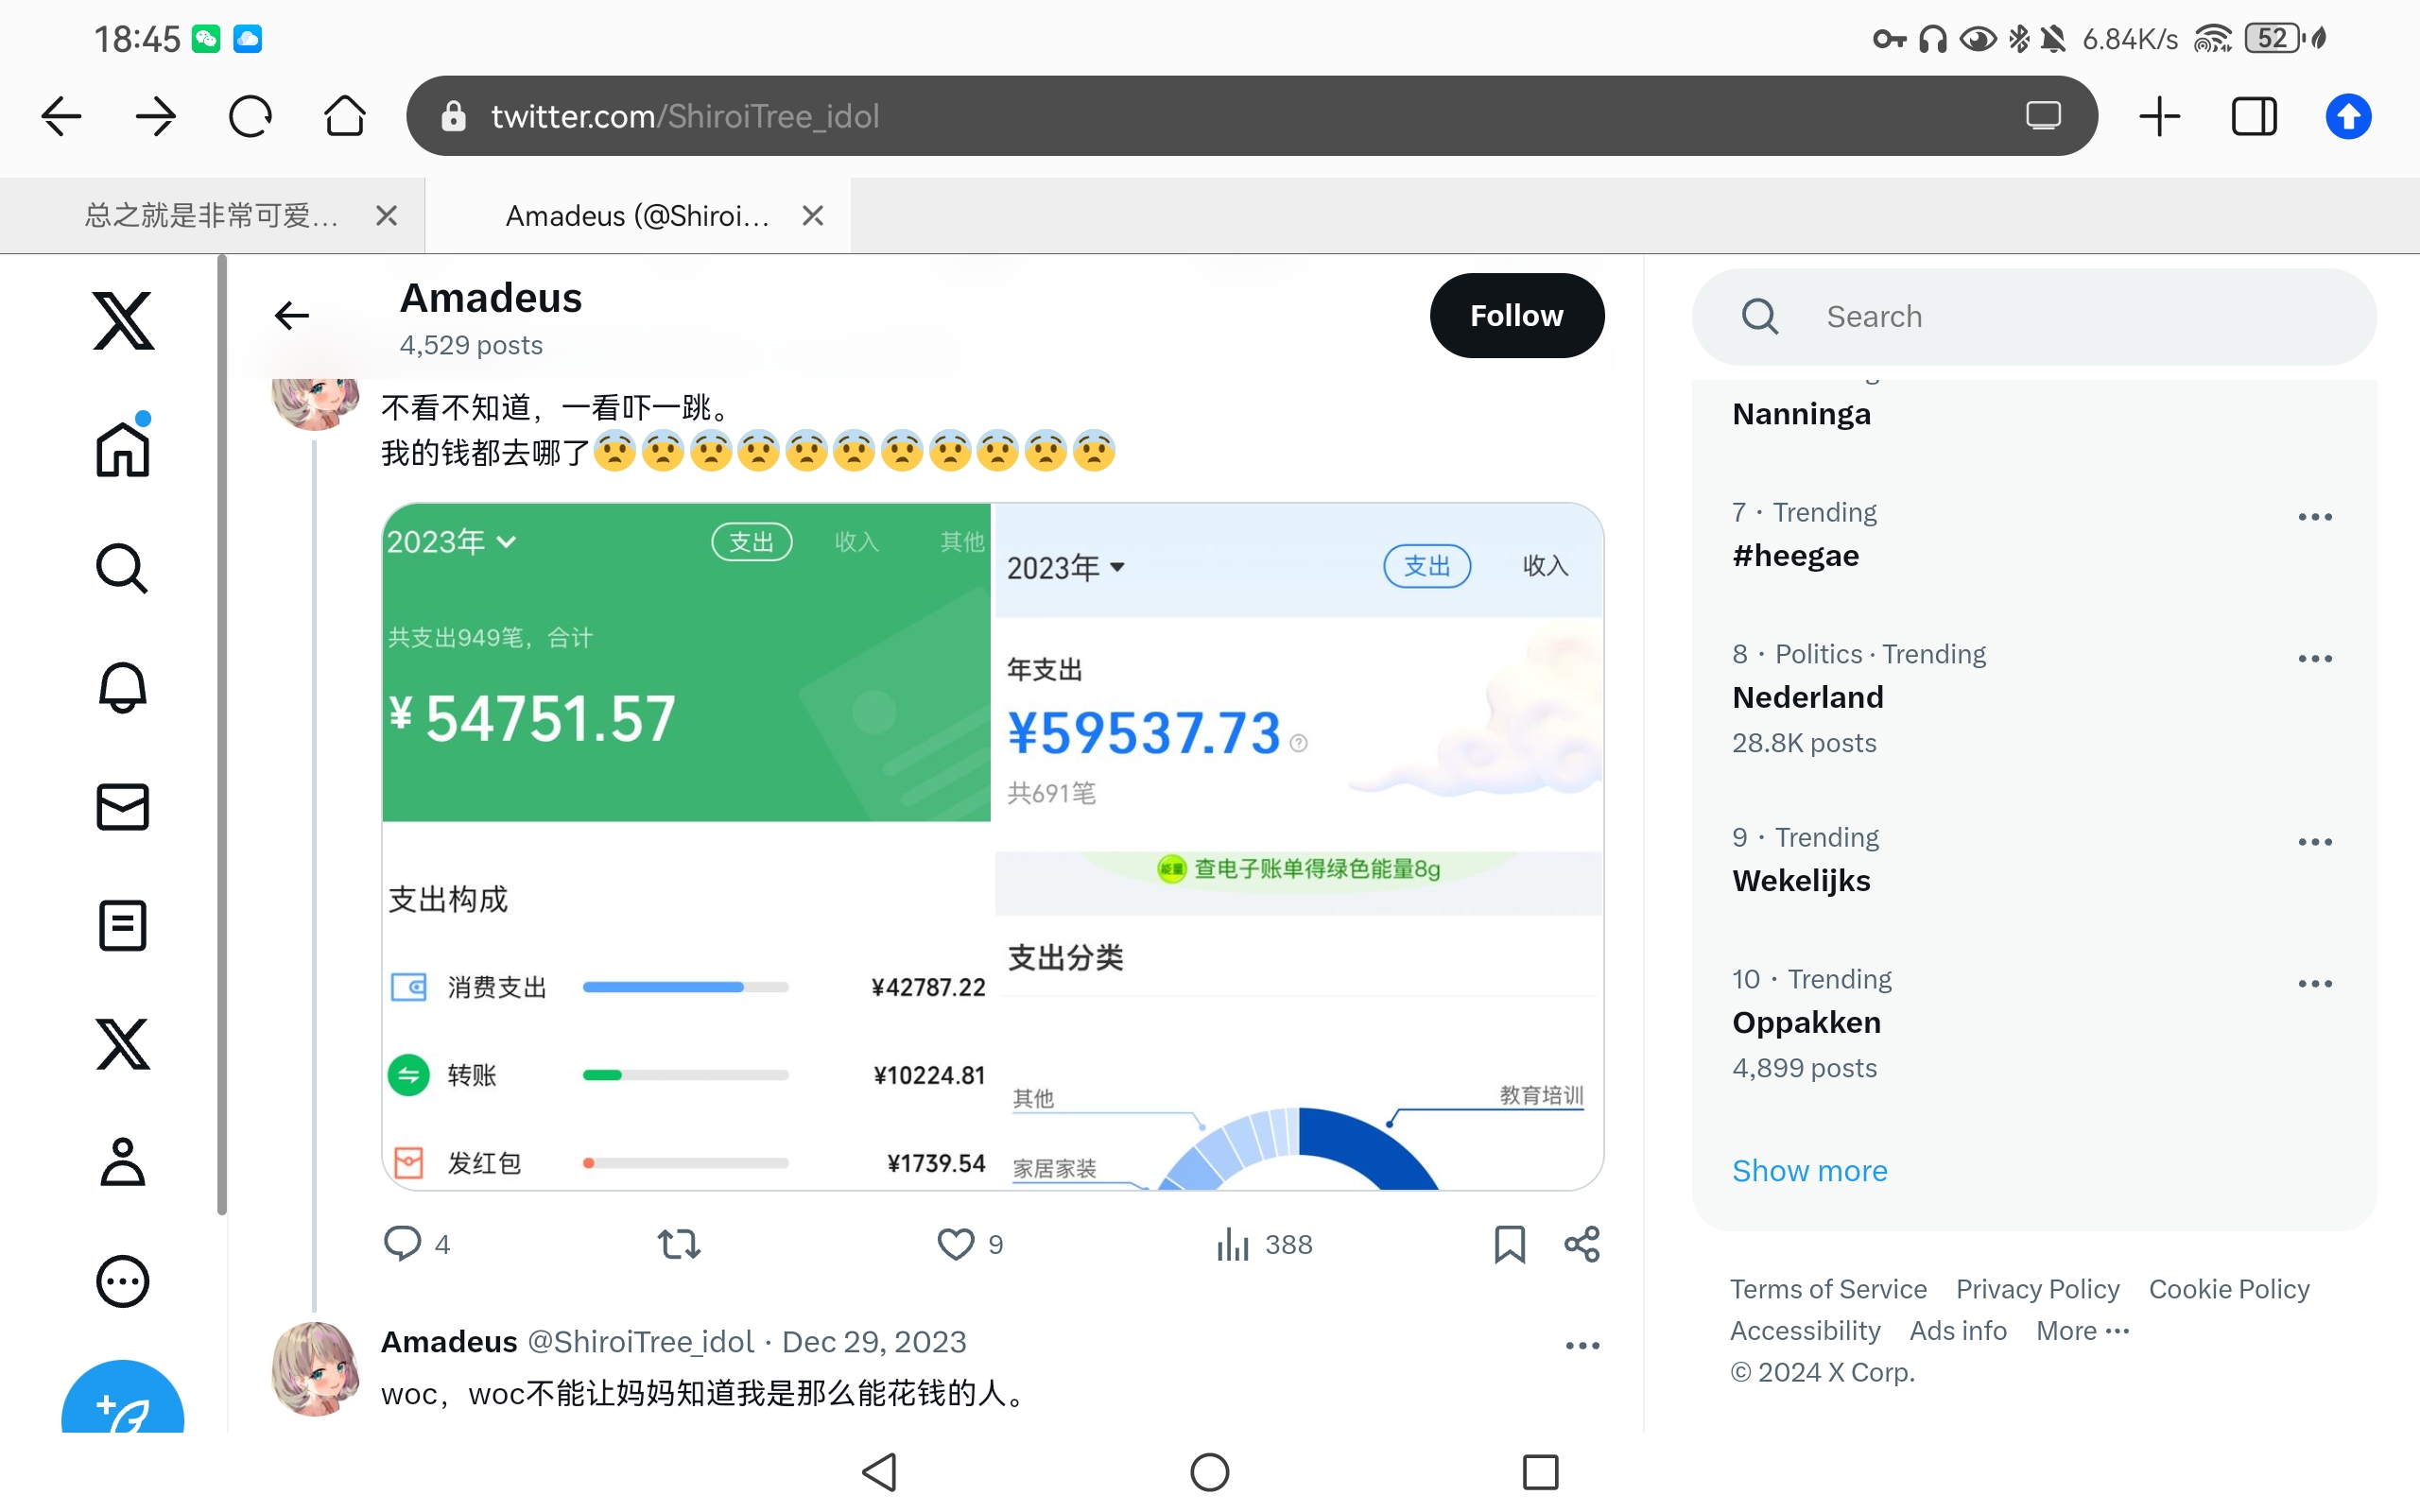 18:45
6.84K/s
52
twitter.com/ShiroiTree_idol
总之就是非常可爱...
Amadeus (@Shiroi...
Amadeus
4,529 posts
Follow
不看不知道，一看吓一跳。
我的钱都去哪了😨😨😨😨😨😨😨😨😨😨😨
2023年
支出
收入
其他
共支出949笔，合计
¥54751.57
支出构成
消费支出
¥42787.22
转账
¥10224.81
发红包
¥1739.54
2023年
支出
收入
年支出
¥59537.73
共691笔
能量
查电子账单得绿色能量8g
支出分类
其他
教育培训
家居家装
4
9
388
Amadeus @ShiroiTree_idol · Dec 29, 2023
woc，woc不能让妈妈知道我是那么能花钱的人。
Search
Nanninga
7 · Trending
#heegae
8 · Politics · Trending
Nederland
28.8K posts
9 · Trending
Wekelijks
10 · Trending
Oppakken
4,899 posts
Show more
Terms of Service Privacy Policy Cookie Policy
Accessibility Ads info More ···
© 2024 X Corp.